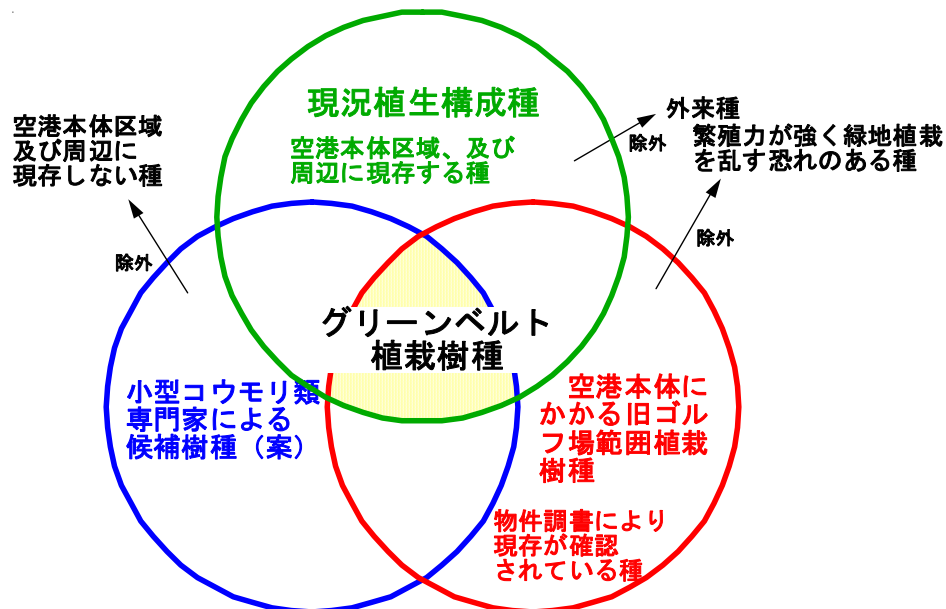 現況植生構成種
空港本体区域、及び
周辺に現存する種
空港本体区域
及び周辺に
現存しない種
除外
外来種
除外
繁殖力が強く緑地植栽
を乱す恐れのある種
除外
グリーンベルト
植栽樹種
小型コウモリ類
専門家による
候補樹種（案）
空港本体に
かかる旧ゴル
フ場範囲植栽
樹種
物件調書により
現存が確認
されている種